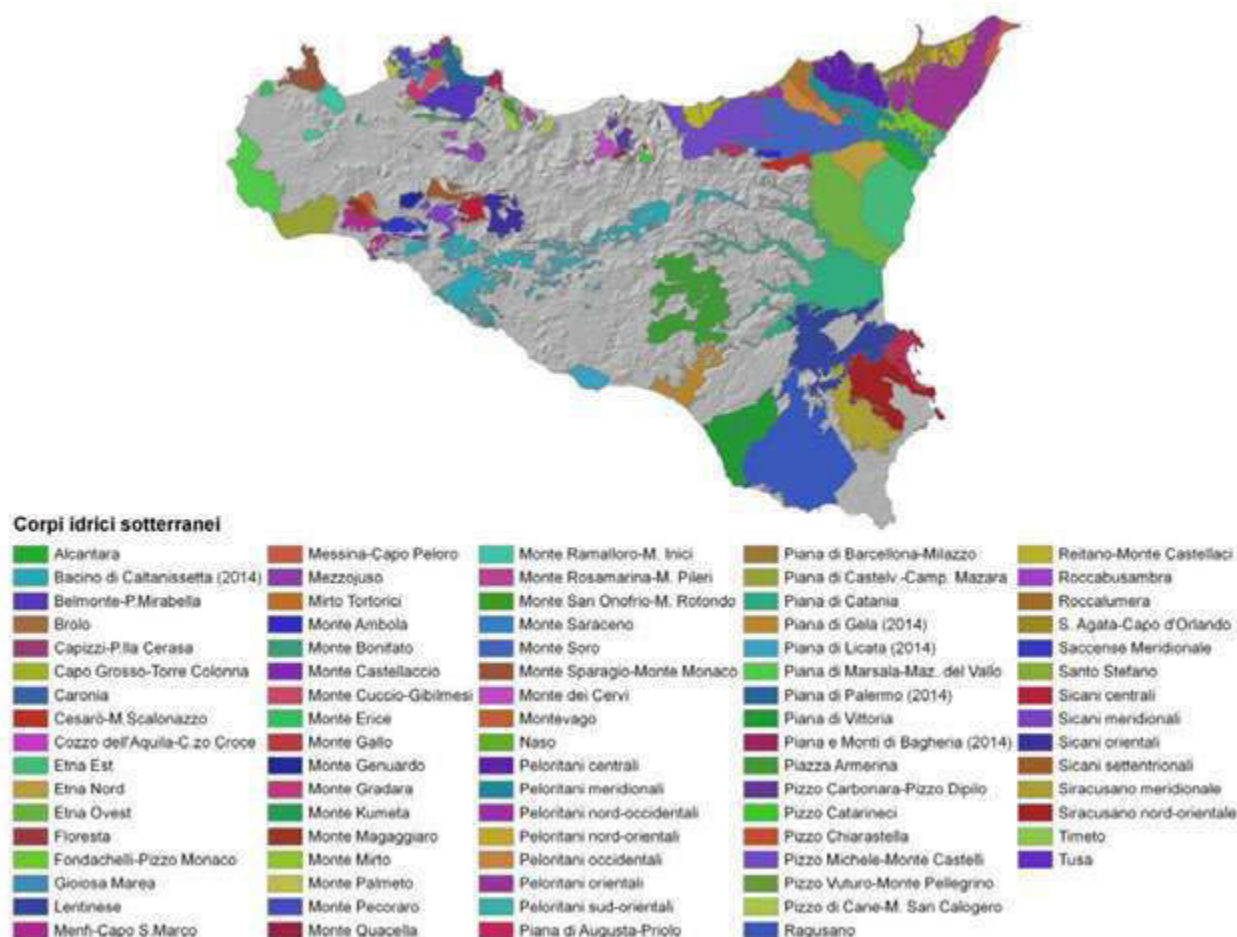 Corpi idrici sotterranei
Alcantara
Bacino di Caltanissetta (2014)
Belmonte-P.Mirabella
Brolo
Capizzi-P.lla Cerasa
Capo Grosso-Torre Colonna
Caronia
Cesarò-M.Scalonazzo
Cozzo dell'Aquila-C.zo Croce
Etna Est
Etna Nord
Etna Ovest
Floresta
Fondachelli-Pizzo Monaco
Gioiosa Marea
Lentinese
Menfi-Capo S.Marco
Messina-Capo Peloro
Mezzojuso
Mirto Tortorici
Monte Ambola
Monte Bonifato
Monte Castellaccio
Monte Cuccio-Gibilmesi
Monte Erice
Monte Gallo
Monte Genuardo
Monte Gradara
Monte Kumeta
Monte Magaggiaro
Monte Mirto
Monte Palmeto
Monte Pecoraro
Monte Quacella
Monte Ramalloro-M. Inici
Monte Rosamarina-M. Pileri
Monte San Onofrio-M. Rotondo
Monte Saraceno
Monte Soro
Monte Sparagio-Monte Monaco
Monte dei Cervi
Montevago
Naso
Peloritani centrali
Peloritani meridionali
Peloritani nord-occidentali
Peloritani nord-orientali
Peloritani occidentali
Peloritani orientali
Peloritani sud-orientali
Piana di Augusta-Priolo
Piana di Barcellona-Milazzo
Piana di Castelv.-Camp. Mazara
Piana di Catania
Piana di Gela (2014)
Piana di Licata (2014)
Piana di Marsala-Maz. del Vallo
Piana di Palermo (2014)
Piana di Vittoria
Piana e Monti di Bagheria (2014)
Piazza Armerina
Pizzo Carbonara-Pizzo Dipilo
Pizzo Catarineci
Pizzo Chiarastella
Pizzo Michele-Monte Castelli
Pizzo Vuturo-Monte Pellegrino
Pizzo di Cane-M. San Calogero
Ragusano
Reitano-Monte Castellaci
Roccabusambra
Roccalumera
S. Agata-Capo d'Orlando
Saccense Meridionale
Santo Stefano
Sicani centrali
Sicani meridionali
Sicani orientali
Sicani settentrionali
Siracusano meridionale
Siracusano nord-orientale
Timeto
Tusa